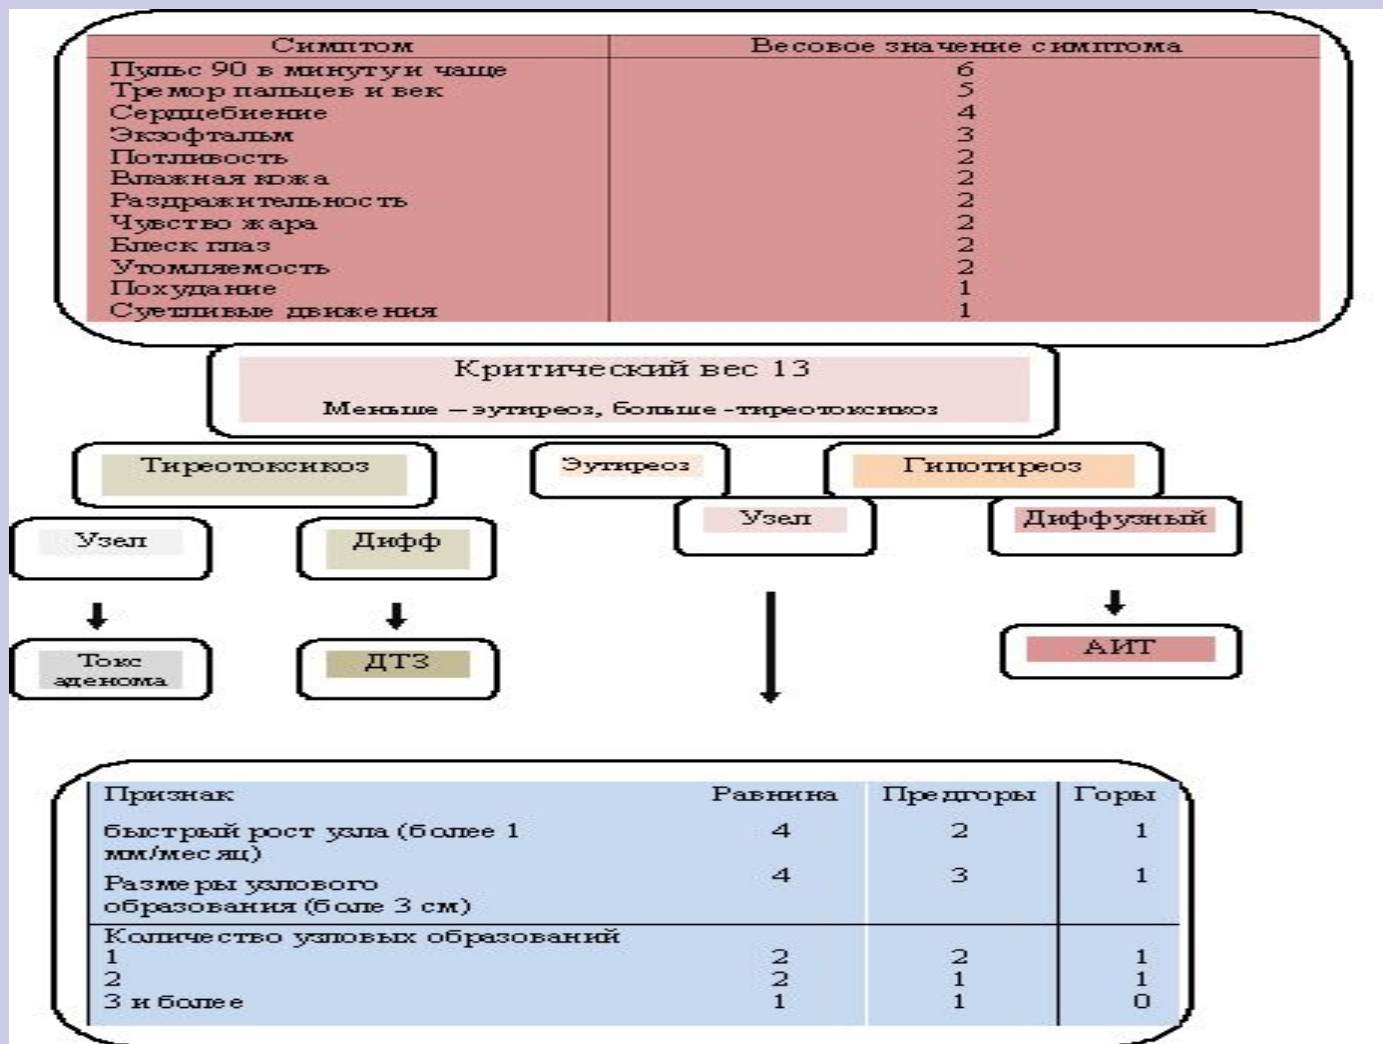 Симптом Весовое значение симптома
Пульс 90 в минуту и чаще 6
Тремор пальцев и век 5
Сердцебиение 4
Экзофтальм 3
Потливость 2
Влажная кожа 2
Раздражительность 2
Чувство жара 2
Блеск глаз 2
Утомляемость 2
Похудание 1
Суетливые движения 1
Критический вес 13
Меньше – эутиреоз, больше -тиреотоксикоз
Тиреотоксикоз Эутиреоз Гипотиреоз
Узел Дифф Узел Диффузный
Токс
аденома
ДТЗ
АИТ
Признак Равнина Предгоры Горы
быстрый рост узла (более 1 4 2 1
мм/месяц)
Размеры узлового 4 3 1
образования (боле 3 см)
Количество узловых образований
1 2 2 1
2 2 1 1
3 и более 1 1 0